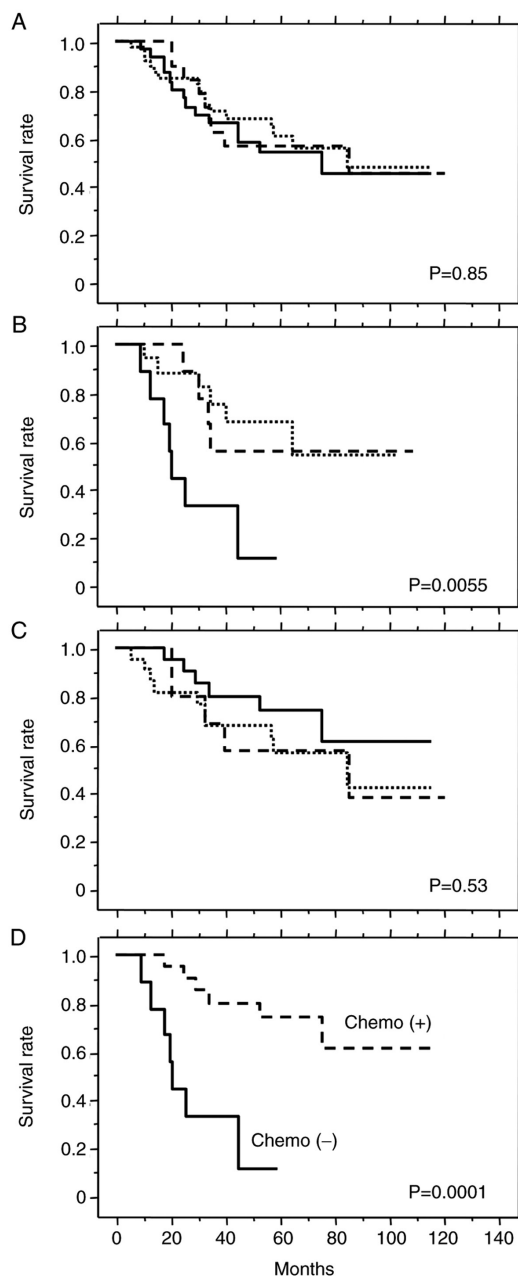 A
1.0
0.8
0.6
0.4
0.2
0
Survival rate
P=0.85
B
1.0
0.8
0.6
0.4
0.2
0
Survival rate
P=0.0055
C
1.0
0.8
0.6
0.4
0.2
0
Survival rate
P=0.53
D
1.0
0.8
0.6
0.4
0.2
0
Survival rate
Chemo (+)
Chemo (−)
P=0.0001
0 20 40 60 80 100 120 140
Months